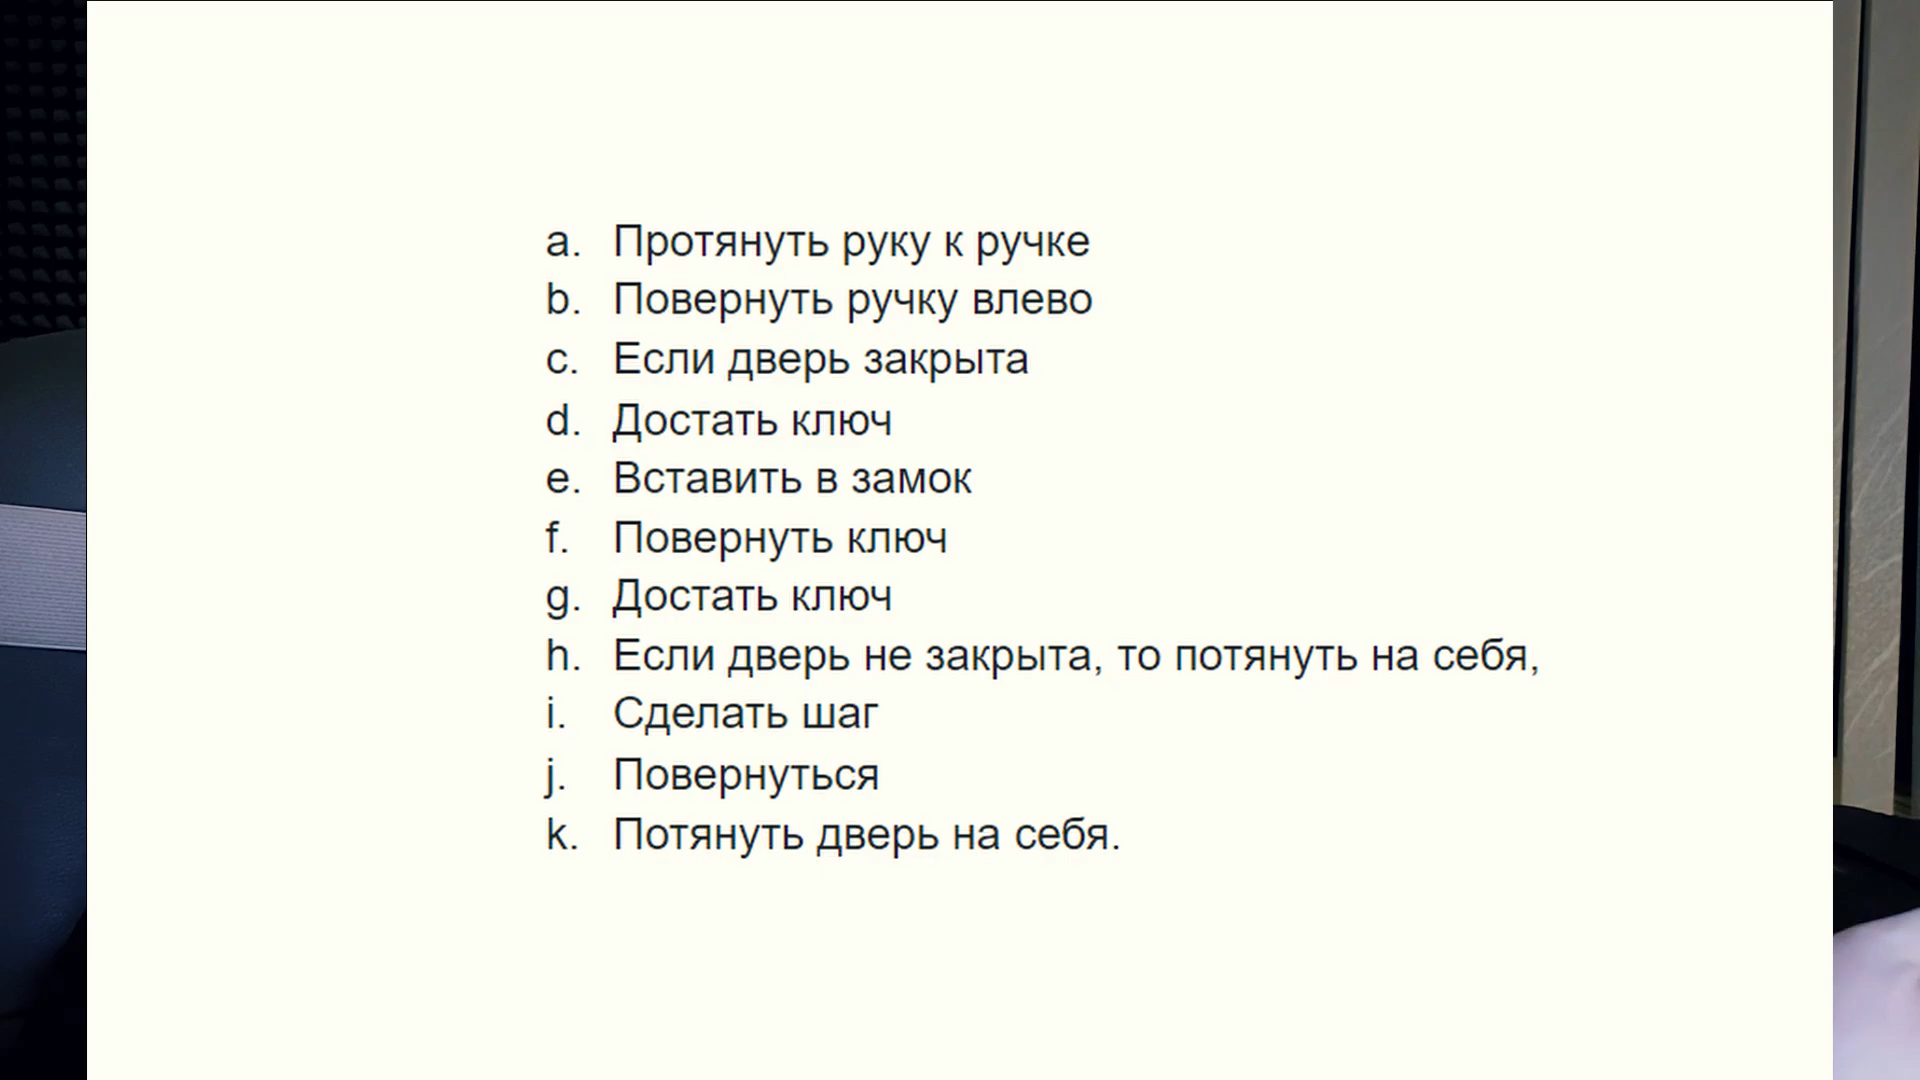 a. Протянуть руку к ручке
b. Повернуть ручку влево
c. Если дверь закрыта
d. Достать ключ
e. Вставить в замок
f. Повернуть ключ
g. Достать ключ
h. Если дверь не закрыта, то потянуть на себя,
i. Сделать шаг
j. Повернуться
k. Потянуть дверь на себя.